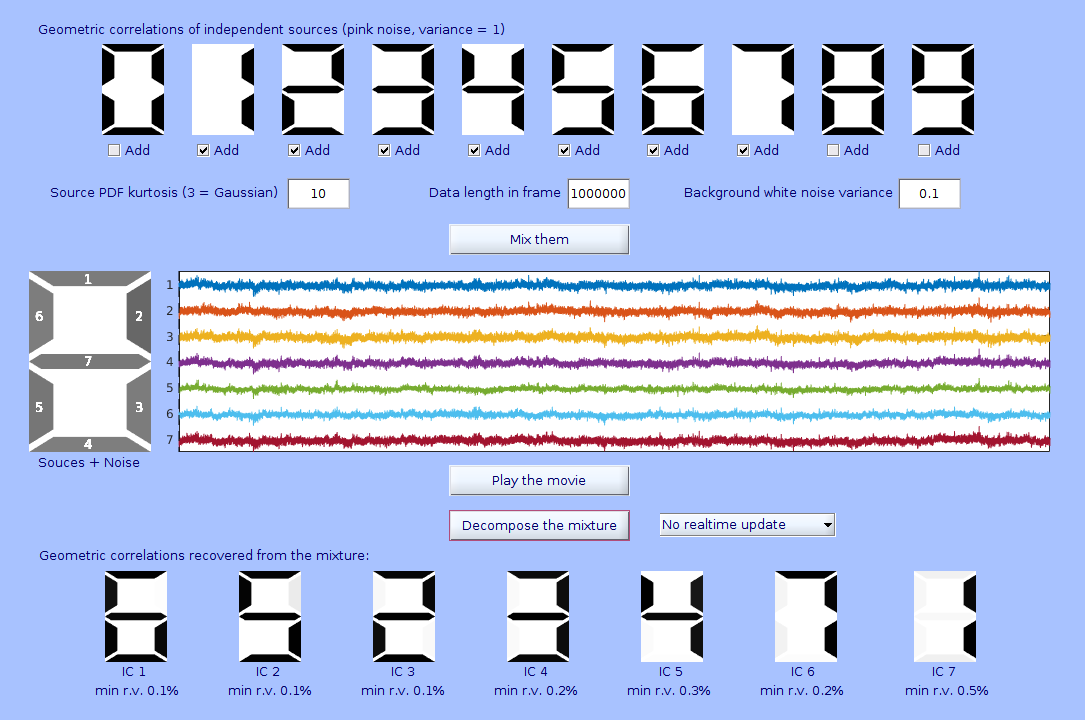 Geometric correlations of independent sources (pink noise, variance = 1)
Add Add Add Add Add Add Add Add Add Add
Source PDF kurtosis (3 = Gaussian) 10 Data length in frame 1000000 Background white noise variance 0.1
Mix them
1
6 2
7
5 3
4
Souces + Noise
1
2
3
4
5
6
7
Play the movie
Decompose the mixture No realtime update
Geometric correlations recovered from the mixture:
IC 1 IC 2 IC 3 IC 4 IC 5 IC 6 IC 7
min r.v. 0.1% min r.v. 0.1% min r.v. 0.1% min r.v. 0.2% min r.v. 0.3% min r.v. 0.2% min r.v. 0.5%